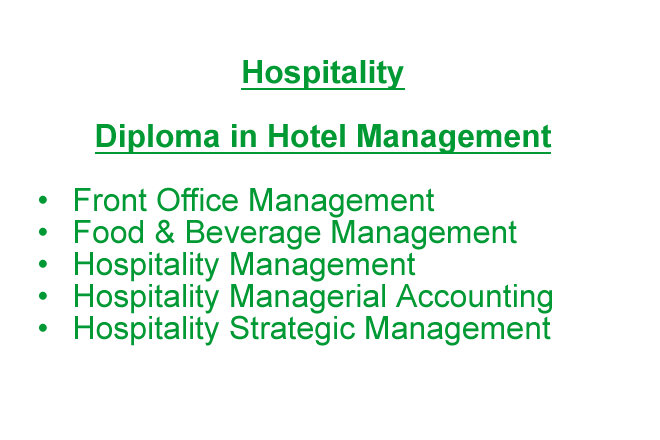 Hospitality
Diploma in Hotel Management
• Front Office Management
• Food & Beverage Management
• Hospitality Management
• Hospitality Managerial Accounting
• Hospitality Strategic Management